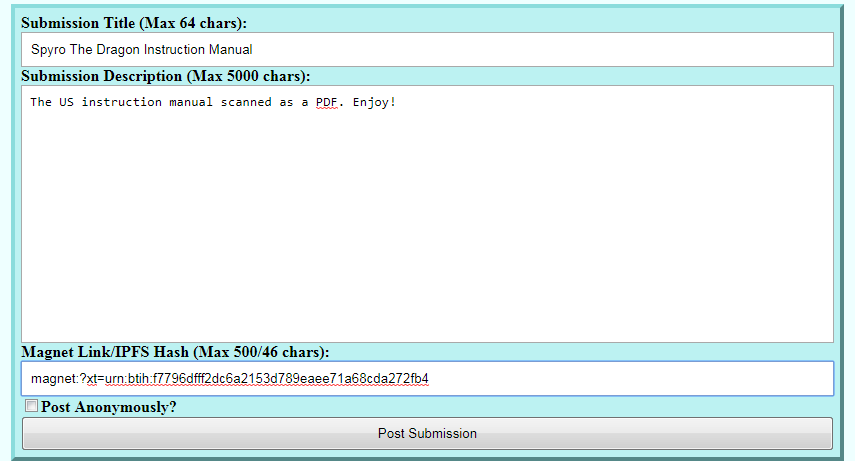 Submission Title (Max 64 chars):
Spyro The Dragon Instruction Manual
Submission Description (Max 5000 chars):
The US instruction manual scanned as a PDF. Enjoy!
Magnet Link/IPFS Hash (Max 500/46 chars):
magnet:?xt=urn:btih:f7796dfff2dc6a2153d789eaee71a68cda272fb4
Post Anonymously?
Post Submission